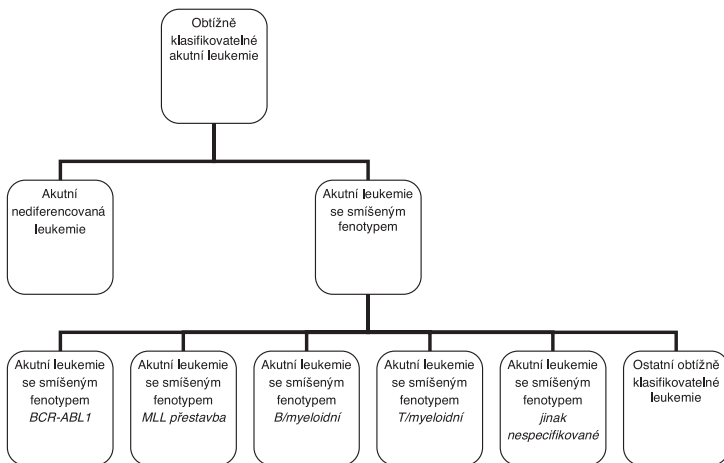 Obtížně
klasifikovatelné
akutní leukemie
Akutní
nediferencovaná
leukemie
Akutní leukemie
se smíšeným
fenotypem
Akutní leukemie
se smíšeným
fenotypem
BCR-ABL1
Akutní leukemie
se smíšeným
fenotypem
MLL přestavba
Akutní leukemie
se smíšeným
fenotypem
B/myeloidní
Akutní leukemie
se smíšeným
fenotypem
T/myeloidní
Akutní leukemie
se smíšeným
fenotypem
jinak
nespecifikované
Ostatni obtížně
klasifikovatelné
leukemie